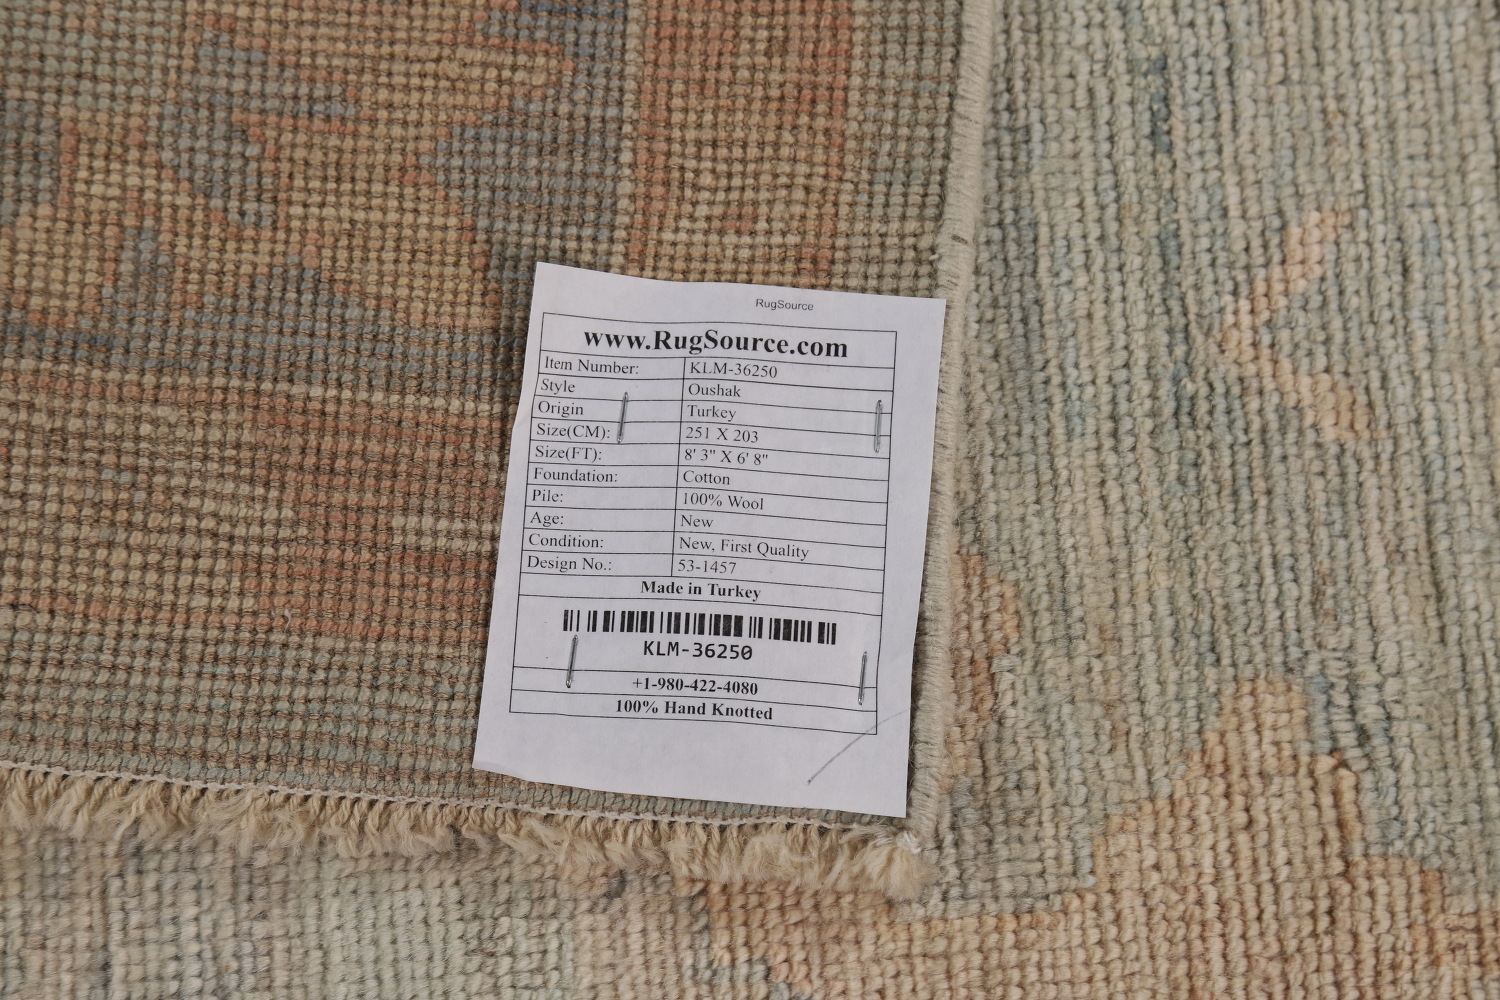 RugSource
www.RugSource.com
Item Number: KLM-36250
Style Oushak
Origin Turkey
Size(CM): 251 X 203
Size(FT): 8' 3" X 6' 8"
Foundation: Cotton
Pile: 100% Wool
Age: New
Condition: New, First Quality
Design No.: 53-1457
Made in Turkey
KLM-36250
+1-980-422-4080
100% Hand Knotted